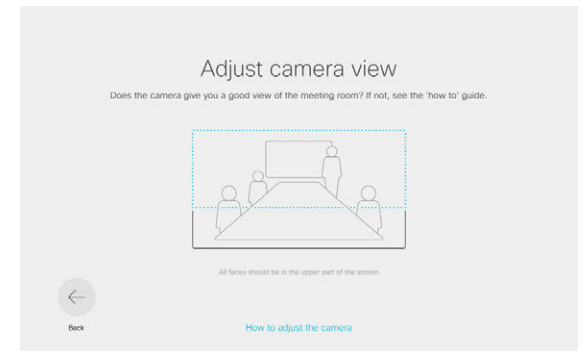 Adjust camera view
Does the camera give you a good view of the meeting room? If not, see the 'how to' guide.
All faces should be in the upper part of the screen
Back
How to adjust the camera